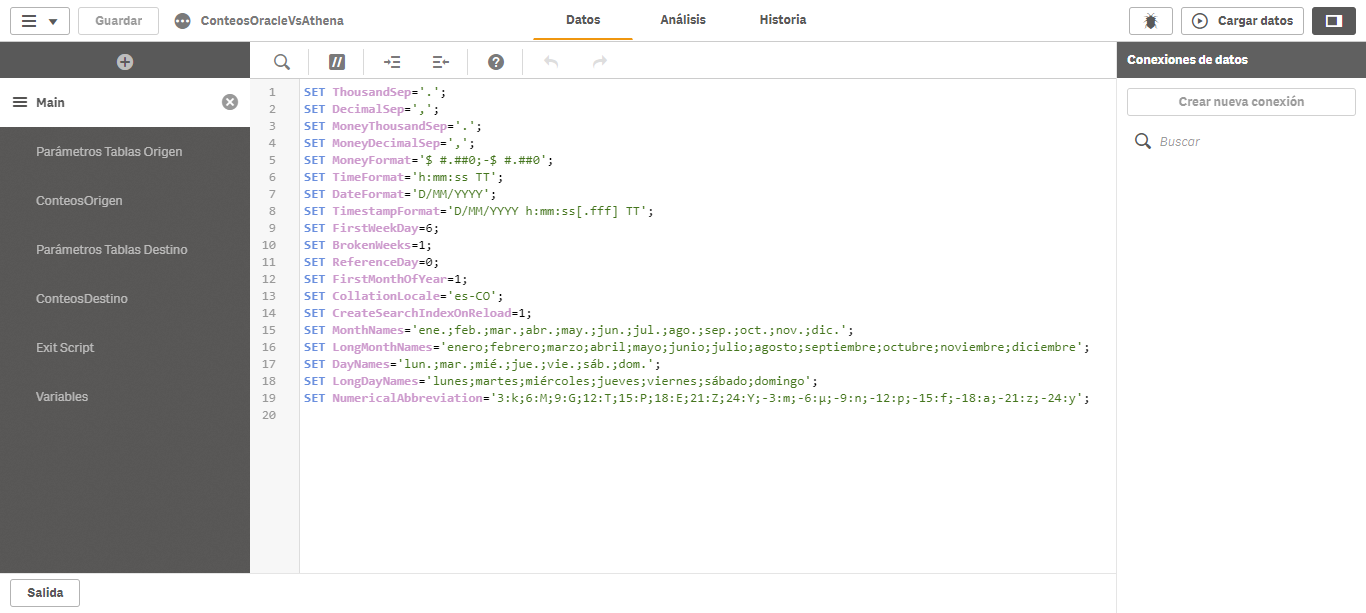 Guardar
ConteosOracleVsAthena
Datos
Análisis
Historia
Cargar datos
Main
Parámetros Tablas Origen
ConteosOrigen
Parámetros Tablas Destino
ConteosDestino
Exit Script
Variables
1 SET ThousandSep='.';
2 SET DecimalSep=',';
3 SET MoneyThousandSep='.';
4 SET MoneyDecimalSep=',';
5 SET MoneyFormat='$ #.##0;-$ #.##0';
6 SET TimeFormat='h:mm:ss TT';
7 SET DateFormat='D/MM/YYYY';
8 SET TimestampFormat='D/MM/YYYY h:mm:ss[.fff] TT';
9 SET FirstWeekDay=6;
10 SET BrokenWeeks=1;
11 SET ReferenceDay=0;
12 SET FirstMonthOfYear=1;
13 SET CollationLocale='es-CO';
14 SET CreateSearchIndexOnReload=1;
15 SET MonthNames='ene.;feb.;mar.;abr.;may.;jun.;jul.;ago.;sep.;oct.;nov.;dic.';
16 SET LongMonthNames='enero;febrero;marzo;abril;mayo;junio;julio;agosto;septiembre;octubre;noviembre;diciembre';
17 SET DayNames='lun.;mar.;mié.;jue.;vie.;sáb.;dom.';
18 SET LongDayNames='lunes;martes;miércoles;jueves;viernes;sábado;domingo';
19 SET NumericalAbbreviation='3:k;6:M;9:G;12:T;15:P;18:E;21:Z;24:Y;-3:m;-6:μ;-9:n;-12:p;-15:f;-18:a;-21:z;-24:y';
20
Conexiones de datos
Crear nueva conexión
Buscar
Salida